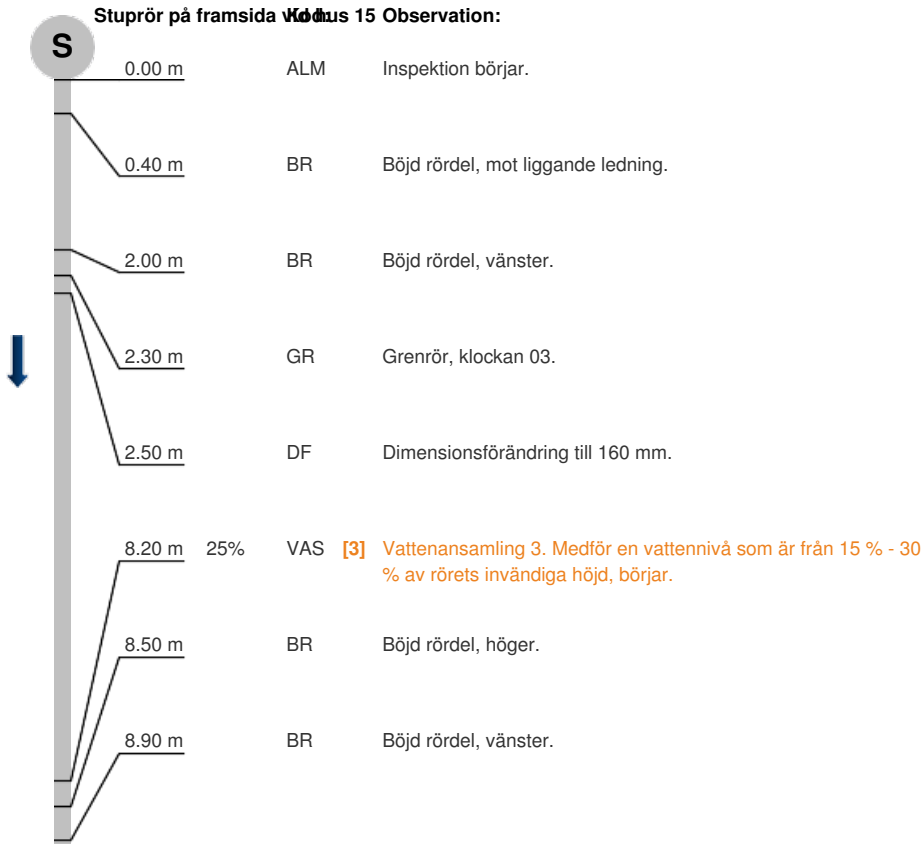 Stuprör på framsida vid hus 15 Kod: Observation:
S
0.00 m ALM Inspektion börjar.
0.40 m BR Böjd rördel, mot liggande ledning.
2.00 m BR Böjd rördel, vänster.
2.30 m GR Grenrör, klockan 03.
2.50 m DF Dimensionsförändring till 160 mm.
8.20 m 25% VAS [3] Vattenansamling 3. Medför en vattennivå som är från 15 % - 30
% av rörets invändiga höjd, börjar.
8.50 m BR Böjd rördel, höger.
8.90 m BR Böjd rördel, vänster.